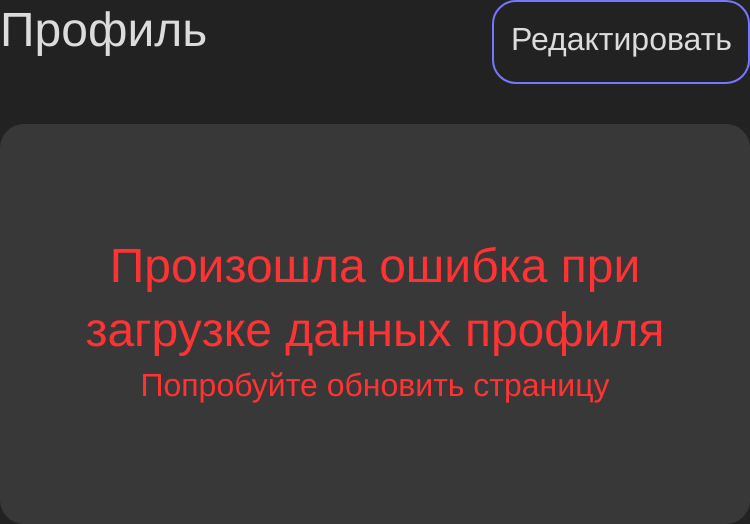 Профиль
Редактировать
Произошла ошибка при
загрузке данных профиля
Попробуйте обновить страницу